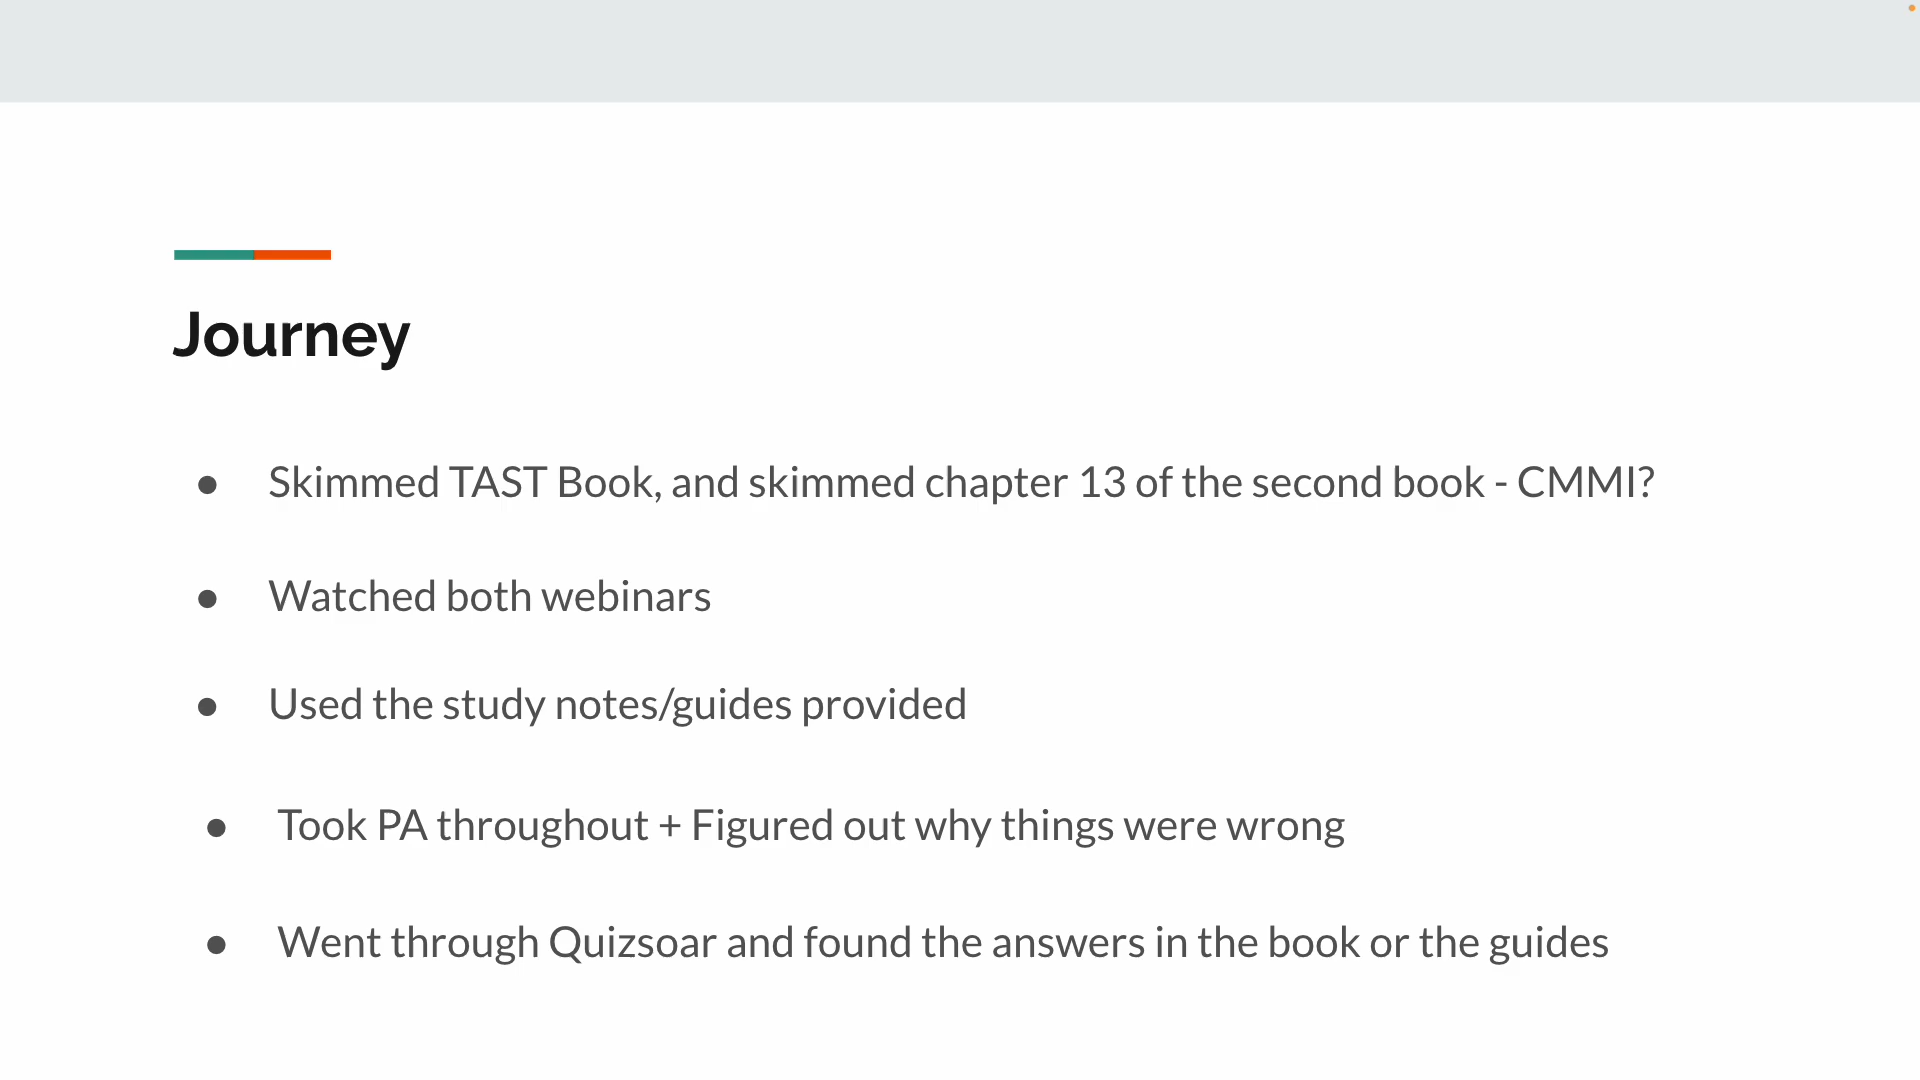 Journey
● Skimmed TAST Book, and skimmed chapter 13 of the second book - CMMI?
● Watched both webinars
● Used the study notes/guides provided
● Took PA throughout + Figured out why things were wrong
● Went through Quizsoar and found the answers in the book or the guides